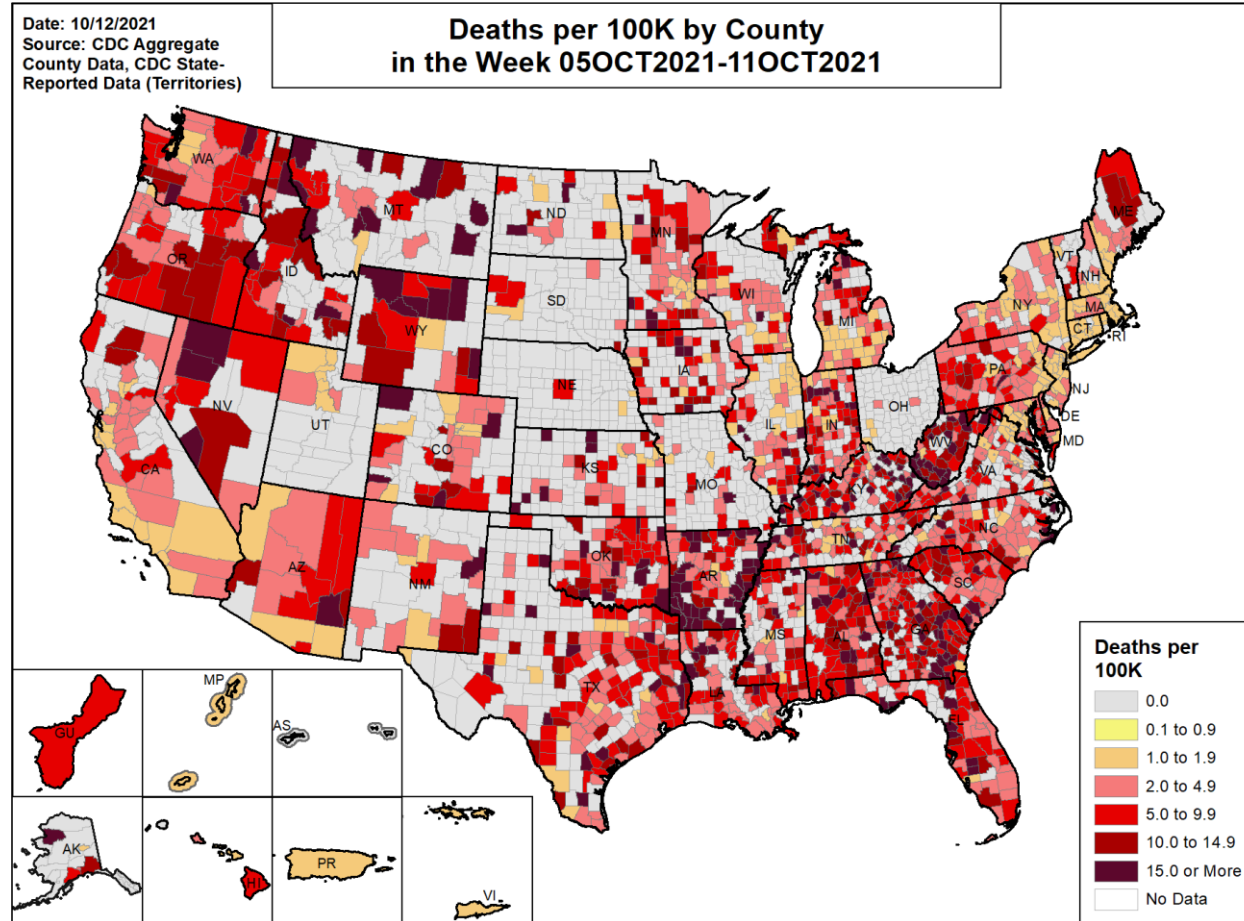 Date: 10/12/2021
Source: CDC Aggregate
County Data, CDC State-
Reported Data (Territories)
Deaths per 100K by County
in the Week 05OCT2021-11OCT2021
WA
MT
ND
MN
ME
OR
ID
SD
WI
MI
VT
NH
NY
MA
CT
RI
WY
IA
NE
PA
NJ
NV
UT
IL
IN
OH
DE
MD
CA
CO
KS
MO
WV
VA
KY
AZ
NM
OK
AR
TN
NC
SC
MS
AL
GA
TX
LA
FL
GU
MP
AS
AK
HI
PR
VI
Deaths per
100K
0.0
0.1 to 0.9
1.0 to 1.9
2.0 to 4.9
5.0 to 9.9
10.0 to 14.9
15.0 or More
No Data